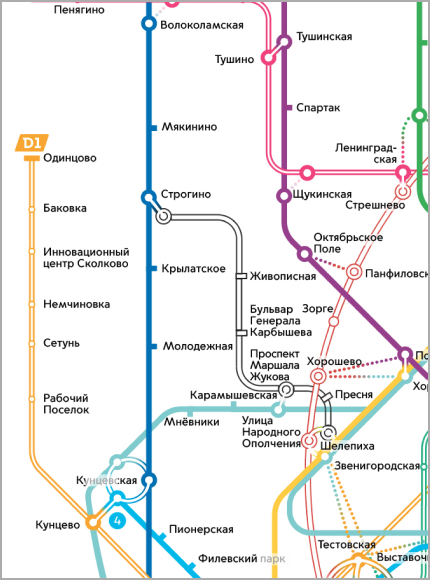 Пенягино
Волоколамская
Тушино
Тушинская
Спартак
Мякинино
Ленинград-
ская
D1
Одинцово
Строгино
Щукинская
Стрешнево
Баковка
Октябрьское
Поле
Инновационный
центр Сколково
Крылатское
Живописная
Панфиловск
Немчиновка
Бульвар
Генерала
Карбышева
Зорге
Сетунь
Молодежная
Проспект
Маршала
Жукова
Хорошево
По
Хор
Рабочий
Поселок
Карамышевская
Пресня
Мнёвники
Улица
Народного
Ополчения
Шелепиха
Звенигородская
Кунцевская
Кунцево
4
Пионерская
Тестовская
Филевский парк
Выставочн